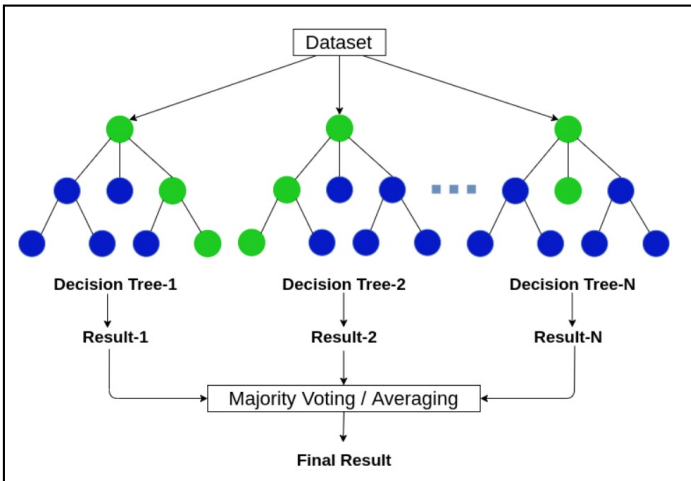 Dataset
Decision Tree-1
Decision Tree-2
Decision Tree-N
Result-1
Result-2
Result-N
Majority Voting / Averaging
Final Result